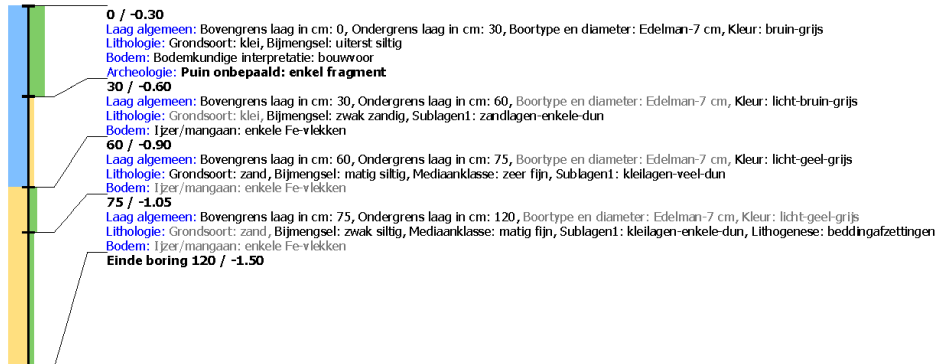 0 / -0.30
Laag algemeen: Bovengrens laag in cm: 0, Ondergrens laag in cm: 30, Boortype en diameter: Edelman-7 cm, Kleur: bruin-grijs
Lithologie: Grondsoort: klei, Bijmengsel: uiterst siltig
Bodem: Bodemkundige interpretatie: bouwvoor
Archeologie: Puin onbepaald: enkel fragment
30 / -0.60
Laag algemeen: Bovengrens laag in cm: 30, Ondergrens laag in cm: 60, Boortype en diameter: Edelman-7 cm, Kleur: licht-bruin-grijs
Lithologie: Grondsoort: klei, Bijmengsel: zwak zandig, Sublagen1: zandlagen-enkele-dun
Bodem: Ijzer/mangaan: enkele Fe-vlekken
60 / -0.90
Laag algemeen: Bovengrens laag in cm: 60, Ondergrens laag in cm: 75, Boortype en diameter: Edelman-7 cm, Kleur: licht-geel-grijs
Lithologie: Grondsoort: zand, Bijmengsel: matig siltig, Mediaanklasse: zeer fijn, Sublagen1: kleilagen-veel-dun
Bodem: Ijzer/mangaan: enkele Fe-vlekken
75 / -1.05
Laag algemeen: Bovengrens laag in cm: 75, Ondergrens laag in cm: 120, Boortype en diameter: Edelman-7 cm, Kleur: licht-geel-grijs
Lithologie: Grondsoort: zand, Bijmengsel: zwak siltig, Mediaanklasse: matig fijn, Sublagen1: kleilagen-enkele-dun, Lithogenese: beddingafzettingen
Bodem: Ijzer/mangaan: enkele Fe-vlekken
Einde boring 120 / -1.50